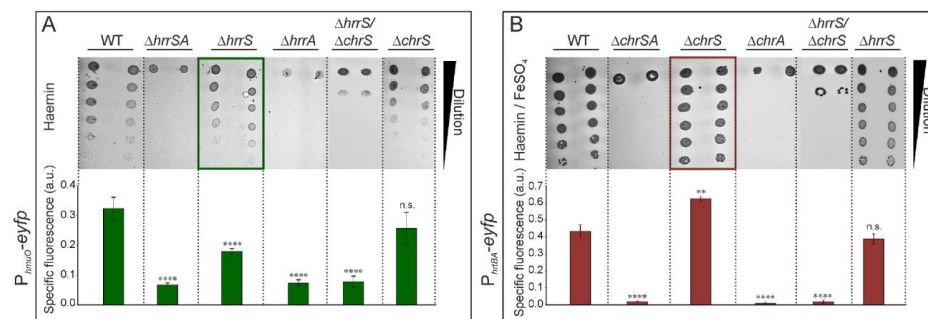 A
WT ΔhrrSA ΔhrrS ΔhrrA ΔhrrS/ΔchrS ΔchrS
Haemin
Dilution
P_hmuO-eyfp
Specific fluorescence (a.u.)
0.4
0.3
0.2
0.1
0.0
**** **** **** **** n.s.
B
WT ΔchrSA ΔchrS ΔchrA ΔhrrS/ΔchrS ΔhrrS
Haemin / FeSO₄
Dilution
P_hrtBA-eyfp
Specific fluorescence (a.u.)
0.7
0.6
0.5
0.4
0.3
0.2
0.1
0.0
**** ** **** **** n.s.